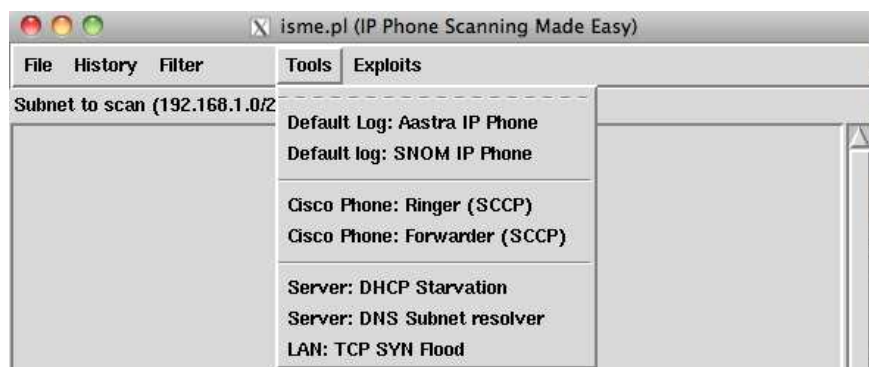 isme.pl (IP Phone Scanning Made Easy)
File History Filter Tools Exploits
Subnet to scan (192.168.1.0/2
Default Log: Aastra IP Phone
Default log: SNOM IP Phone
Cisco Phone: Ringer (SCCP)
Cisco Phone: Forwarder (SCCP)
Server: DHCP Starvation
Server: DNS Subnet resolver
LAN: TCP SYN Flood